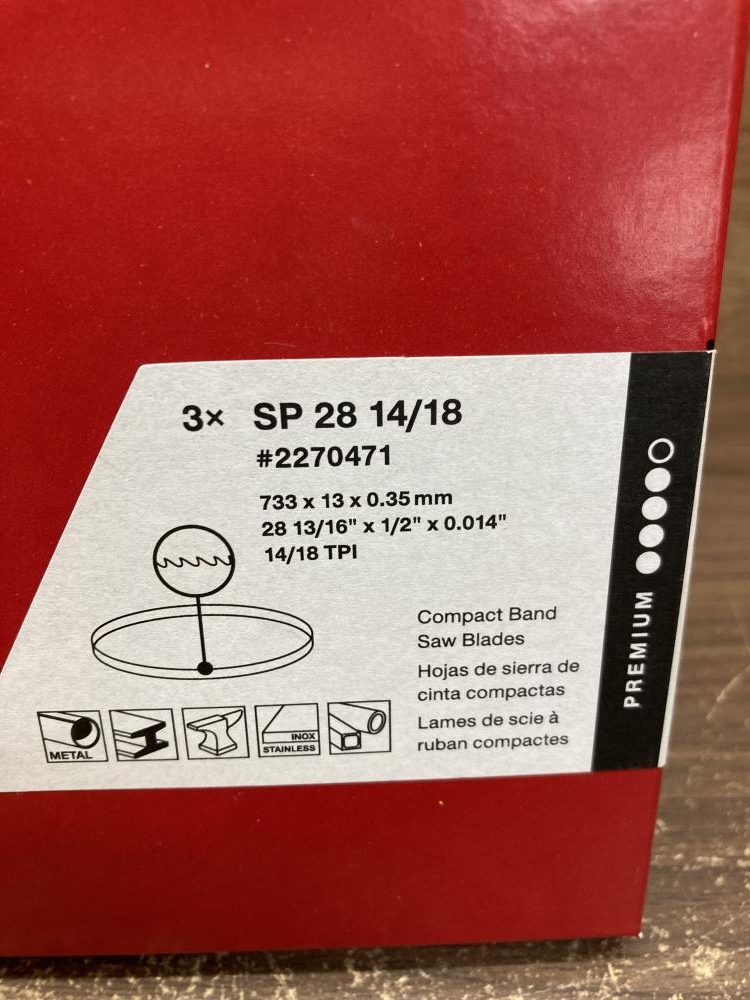 3× SP 28 14/18
#2270471
733 x 13 x 0.35 mm
28 13/16" x 1/2" x 0.014"
14/18 TPI
Compact Band
Saw Blades
Hojas de sierra de
cinta compactas
Lames de scie à
ruban compactes
METAL
INOX
STAINLESS
PREMIUM